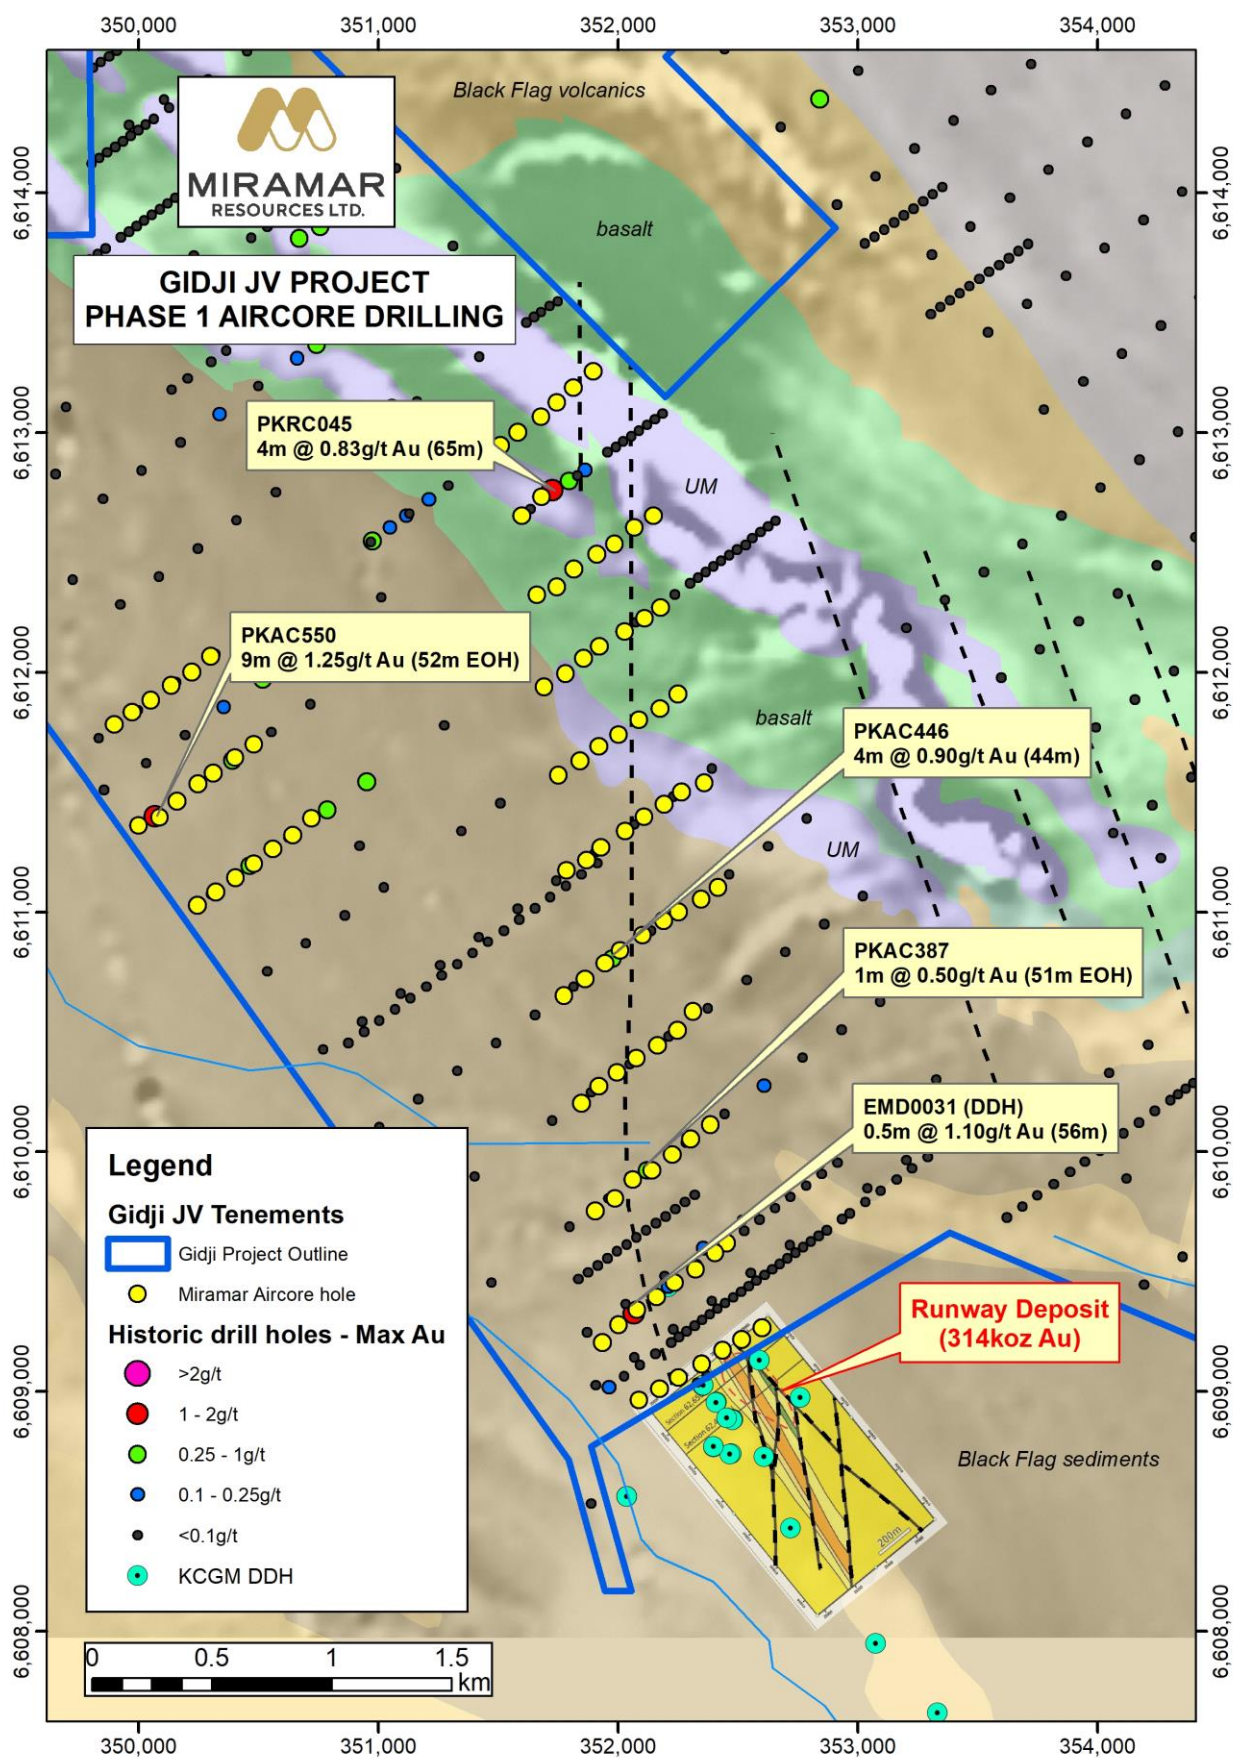 350,000 351,000 352,000 353,000 354,000
6,614,000
6,613,000
6,612,000
6,611,000
6,610,000
6,609,000
6,608,000
MIRAMAR
RESOURCES LTD.
GIDJI JV PROJECT
PHASE 1 AIRCORE DRILLING
Black Flag volcanics
basalt
PKRC045
4m @ 0.83g/t Au (65m)
UM
PKAC550
9m @ 1.25g/t Au (52m EOH)
basalt
PKAC446
4m @ 0.90g/t Au (44m)
UM
PKAC387
1m @ 0.50g/t Au (51m EOH)
EMD0031 (DDH)
0.5m @ 1.10g/t Au (56m)
Runway Deposit
(314koz Au)
Black Flag sediments
200m
Legend
Gidji JV Tenements
Gidji Project Outline
Miramar Aircore hole
Historic drill holes - Max Au
>2g/t
1 - 2g/t
0.25 - 1g/t
0.1 - 0.25g/t
<0.1g/t
KCGM DDH
0 0.5 1 1.5
km
6,614,000
6,613,000
6,612,000
6,611,000
6,610,000
6,609,000
6,608,000
350,000 351,000 352,000 353,000 354,000